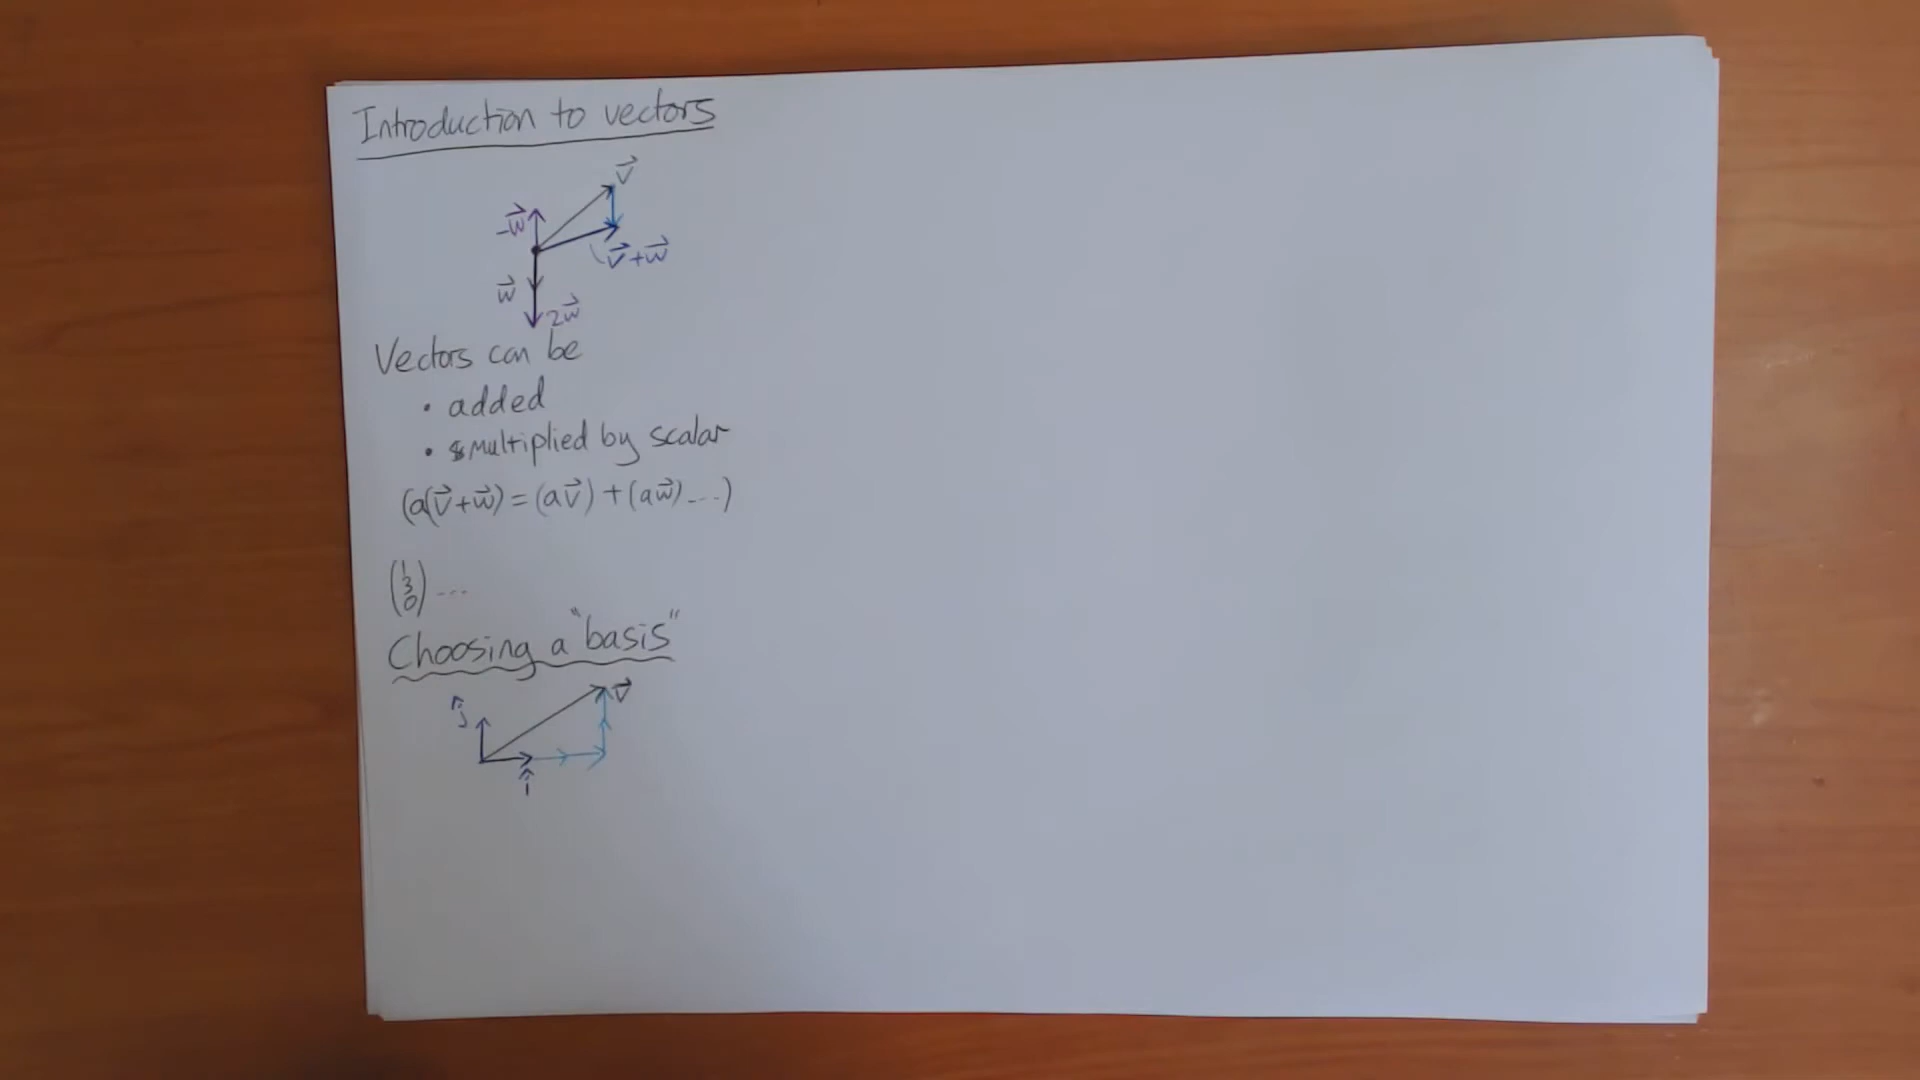 Introduction to vectors
v⃗
-w⃗
v⃗+w⃗
w⃗
2w⃗
Vectors can be
• added
• multiplied by scalar
(a(v⃗+w⃗) = (av⃗) + (aw⃗) ...)
(1 3 0) ...
Choosing a "basis"
v⃗
ĵ
î